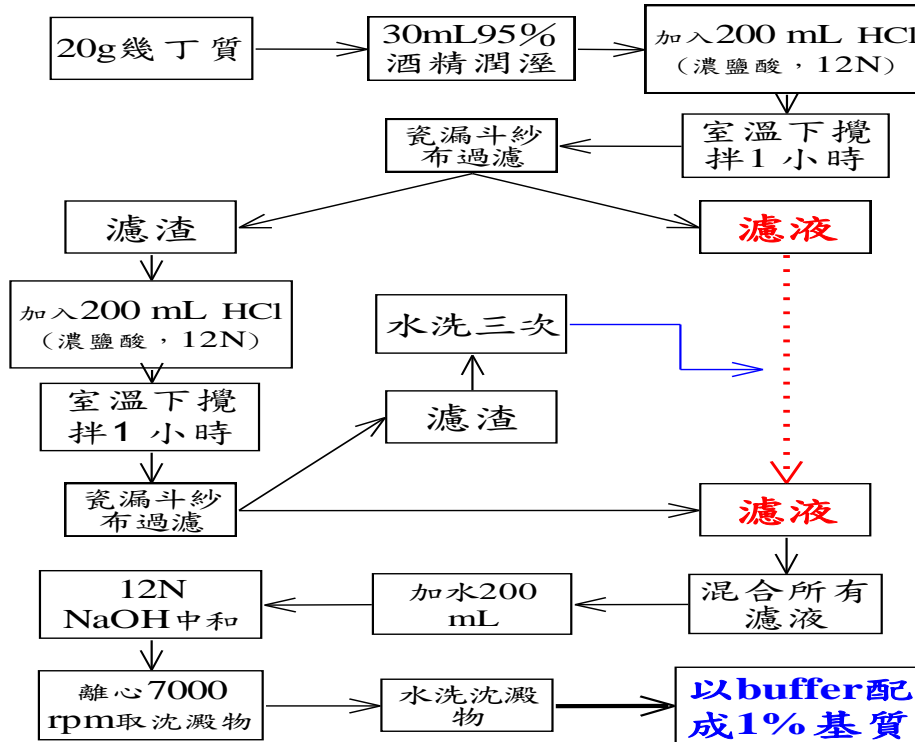 20g幾丁質
30mL95%
酒精潤溼
加入200 mL HCl
(濃鹽酸，12N)
室溫下攪
拌1 小時
瓷漏斗紗
布過濾
濾渣
濾液
加入200 mL HCl
(濃鹽酸，12N)
水洗三次
室溫下攪
拌1 小時
濾渣
瓷漏斗紗
布過濾
濾液
混合所有
濾液
加水200
mL
12N
NaOH中和
離心7000
rpm取沈澱物
水洗沈澱
物
以buffer配
成1%基質